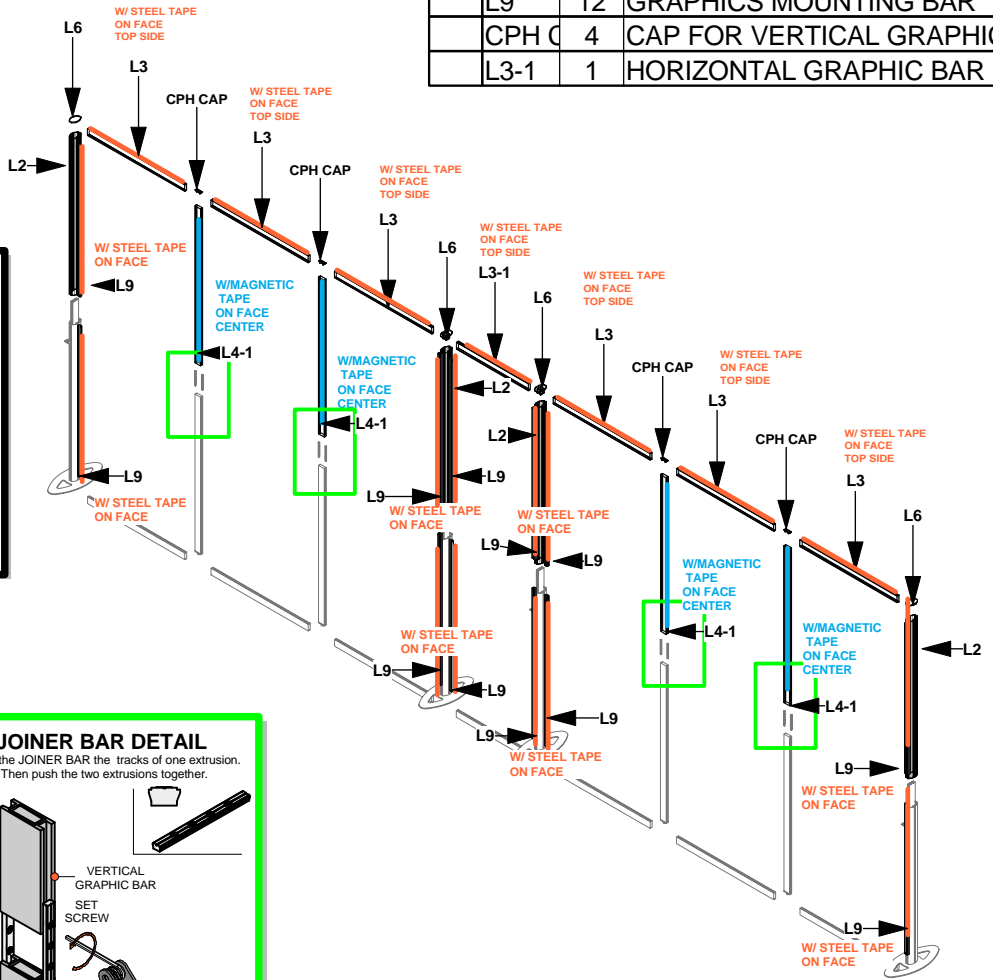 L9 12 GRAPHICS MOUNTING BAR
CPH 4 CAP FOR VERTICAL
L3-1 1 HORIZONTAL GRAPHIC BAR
W/ STEEL TAPE
ON FACE
TOP SIDE
L6
L3
CPH CAP
W/ STEEL TAPE
ON FACE
TOP SIDE
L3
L2
CPH CAP
W/ STEEL TAPE
ON FACE
TOP SIDE
L3
L6
W/ STEEL TAPE
ON FACE
TOP SIDE
L3-1
W/ STEEL TAPE
ON FACE
L9
W/MAGNETIC
TAPE
ON FACE
CENTER
L4-1
L6
W/ STEEL TAPE
ON FACE
TOP SIDE
L3
W/MAGNETIC
TAPE
ON FACE
CENTER
L4-1
L2
CPH CAP
W/ STEEL TAPE
ON FACE
TOP SIDE
L3
L2
CPH CAP
W/ STEEL TAPE
ON FACE
TOP SIDE
L3
L6
L9
W/ STEEL TAPE
ON FACE
L9
L9
W/ STEEL TAPE
ON FACE
W/ STEEL TAPE
ON FACE
L9
L9
W/MAGNETIC
TAPE
ON FACE
CENTER
L4-1
W/MAGNETIC
TAPE
ON FACE
CENTER
L4-1
L2
W/ STEEL TAPE
ON FACE
L9
L9
L9
L9
W/ STEEL TAPE
ON FACE
L9
W/ STEEL TAPE
ON FACE
L9
W/ STEEL TAPE
ON FACE
JOINER BAR DETAIL
the JOINER BAR the tracks of one extrusion.
Then push the two extrusions together.
VERTICAL
GRAPHIC BAR
SET
SCREW